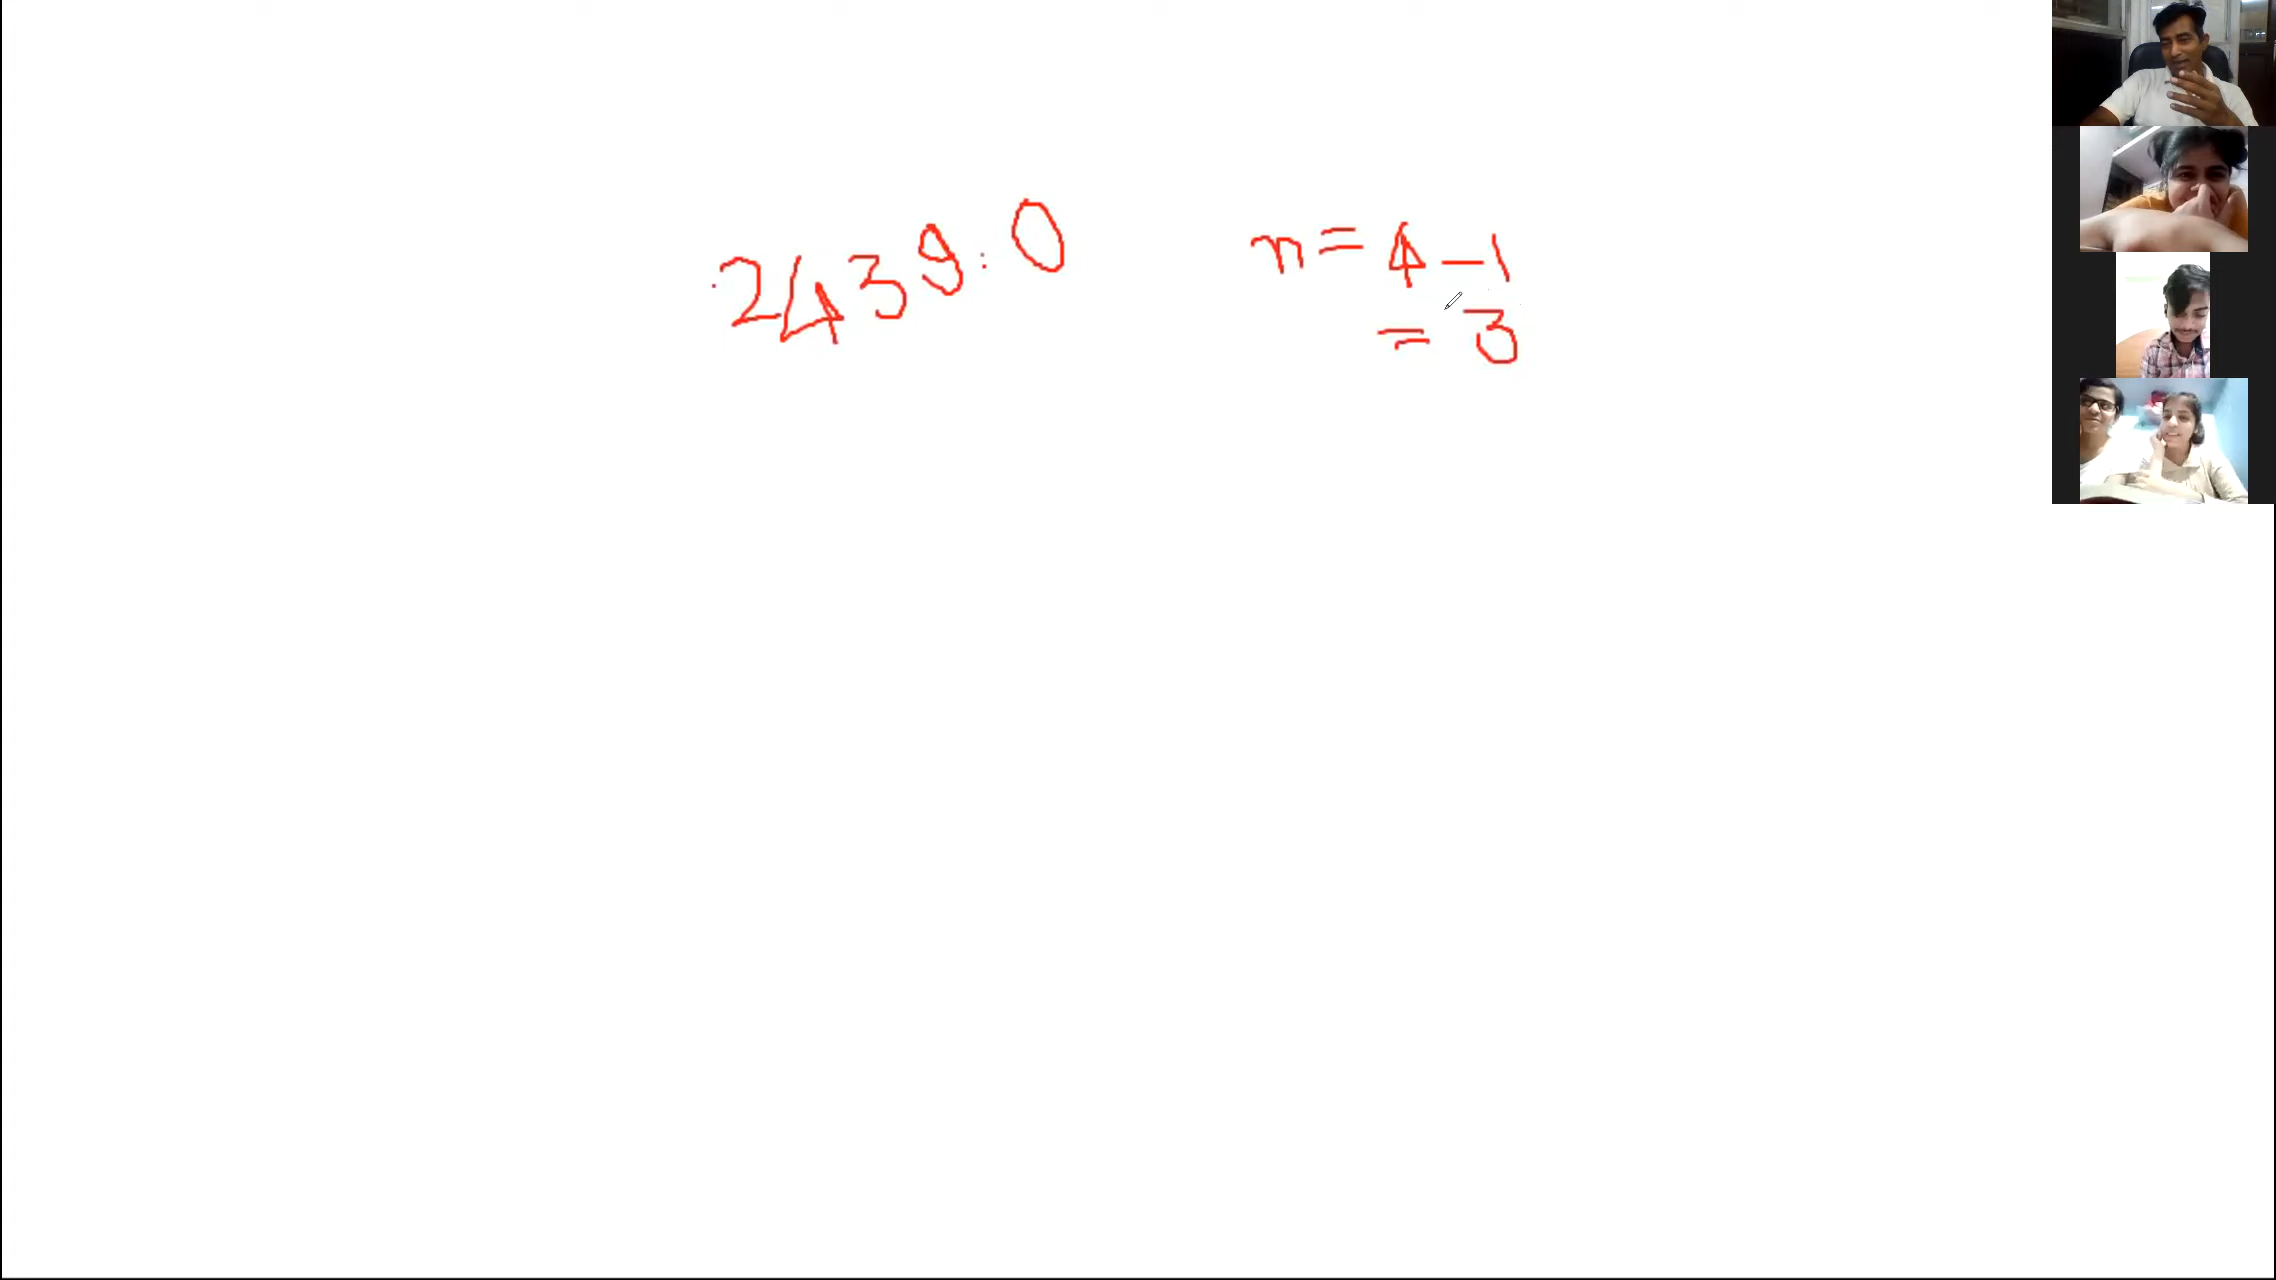 2439.0
n = 4 - 1
= 3